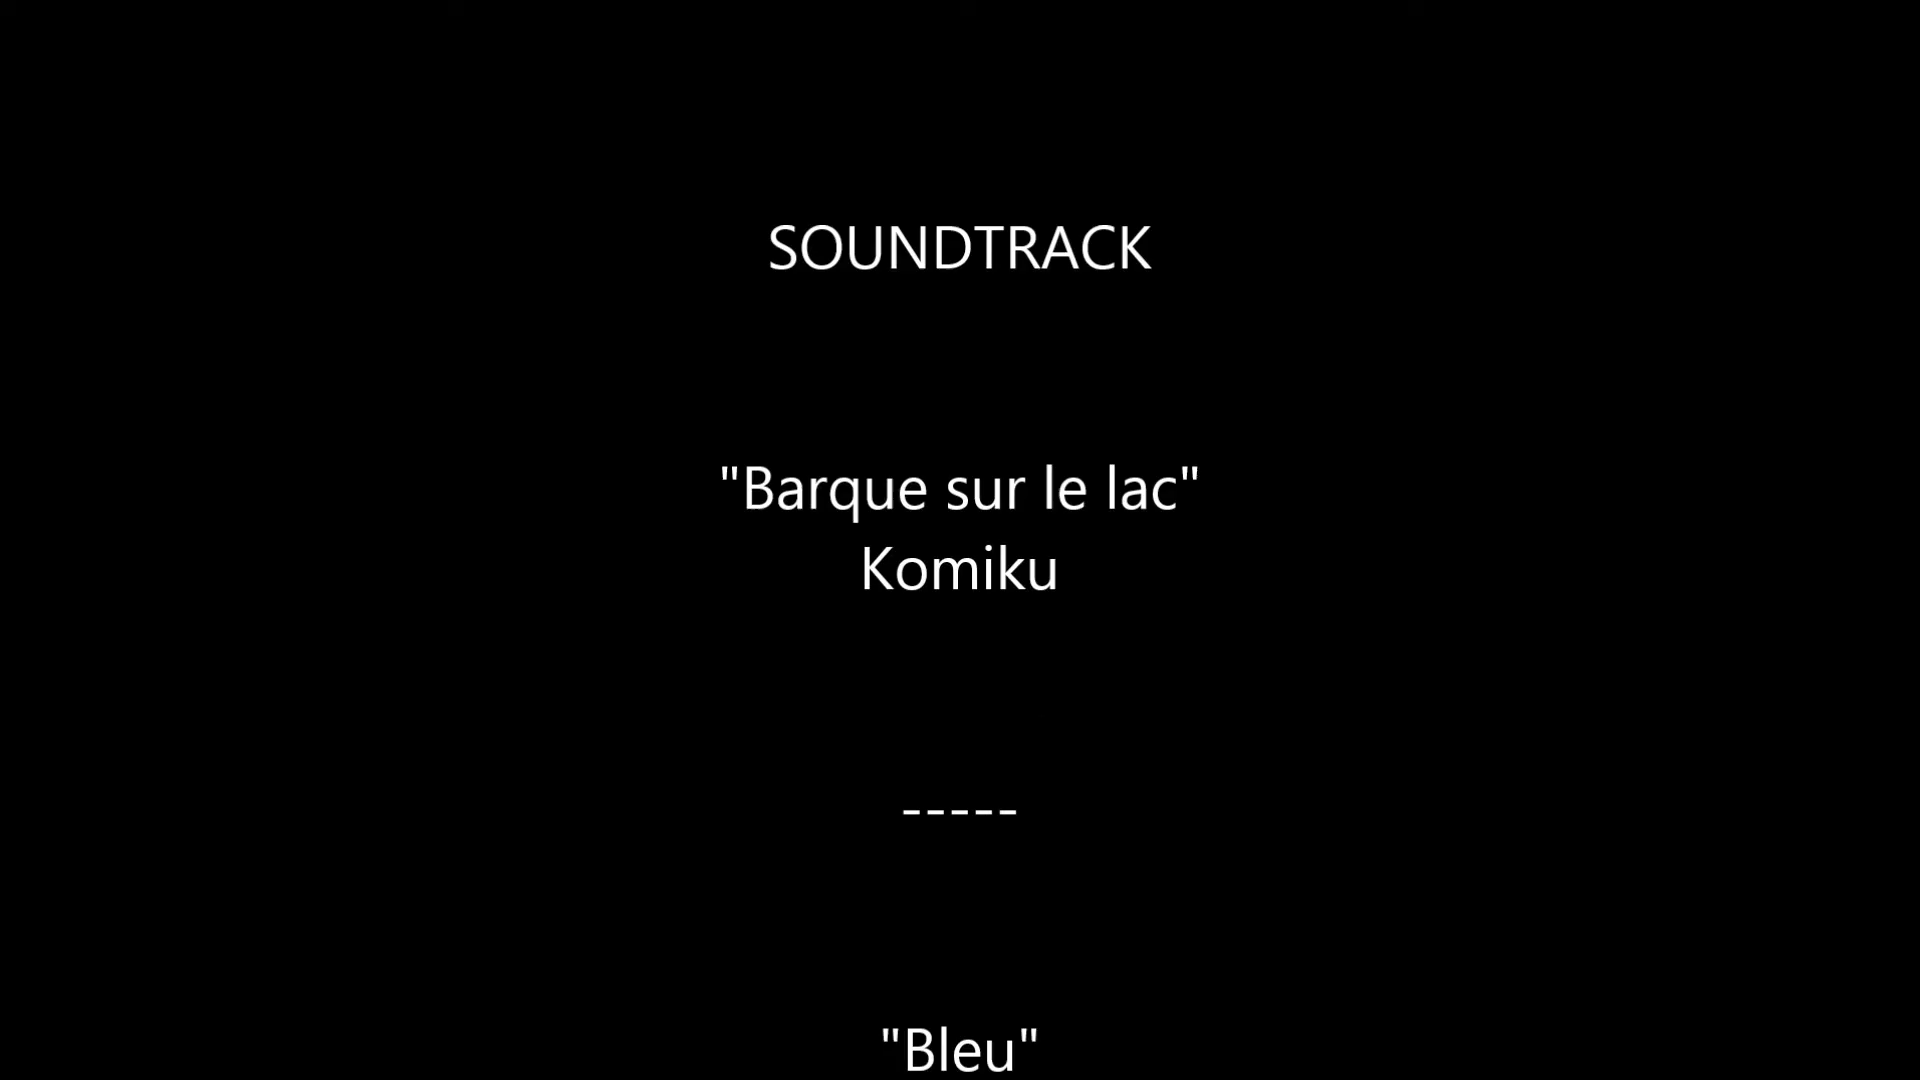 SOUNDTRACK
"Barque sur le lac"
Komiku
-----
"Bleu"